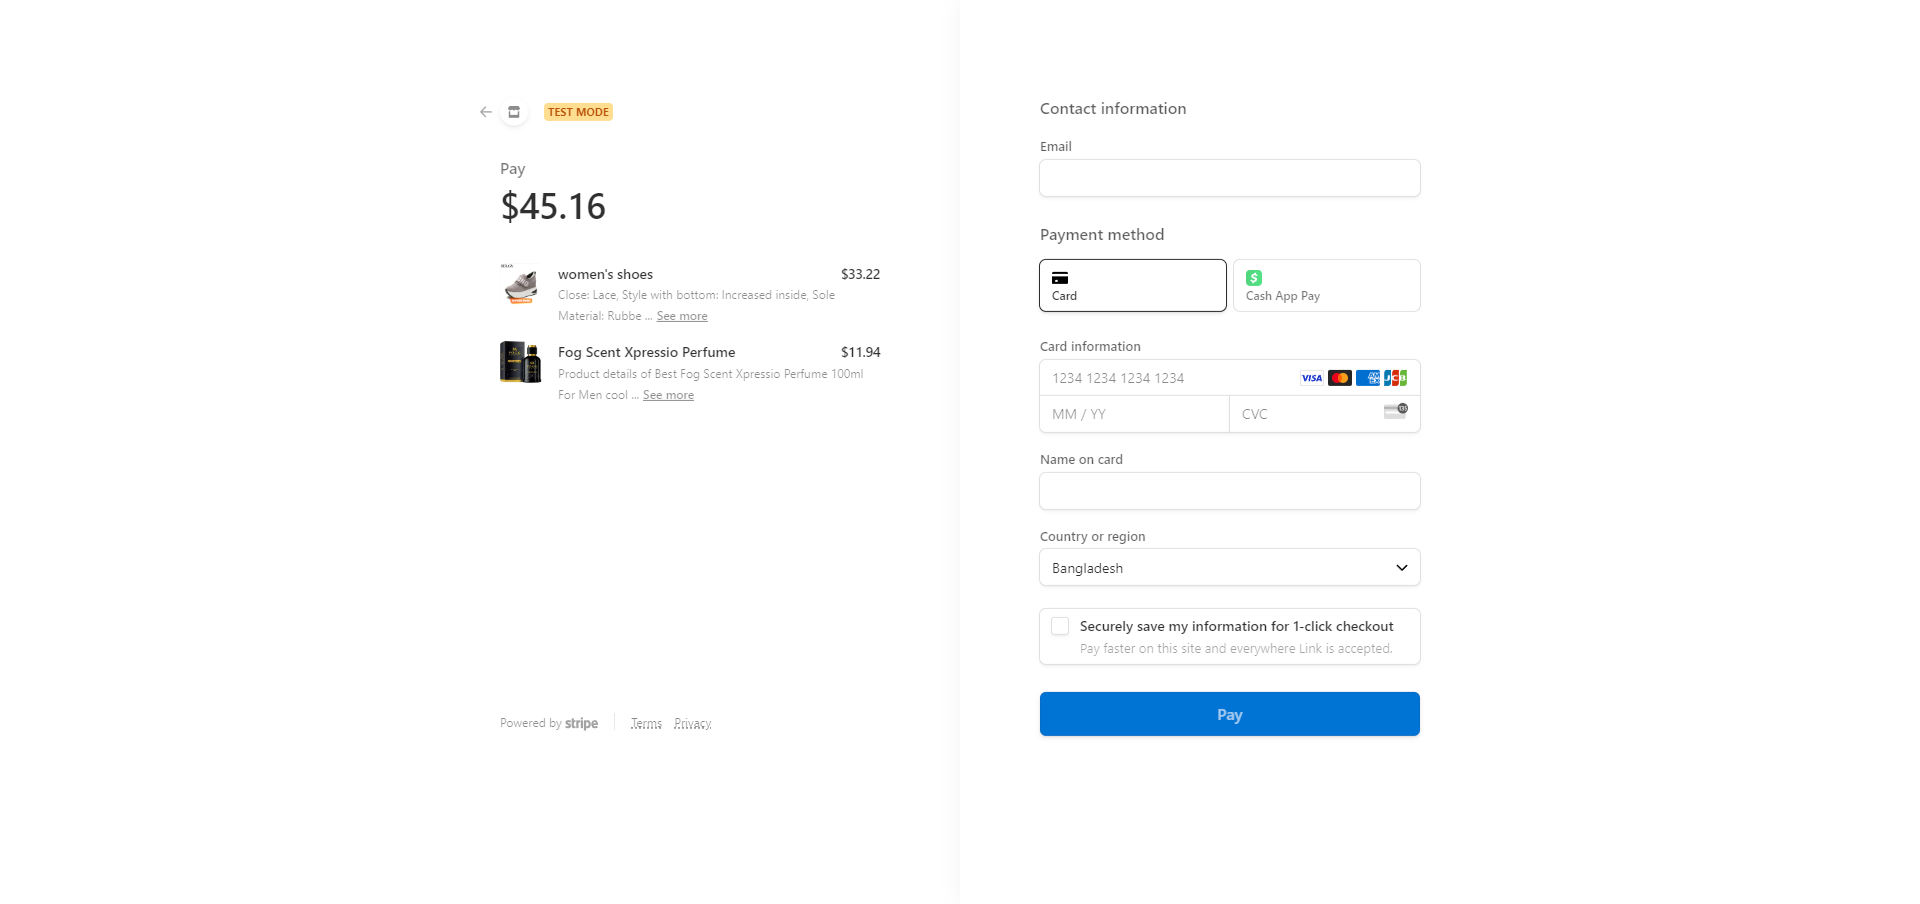 TEST MODE
Pay
$45.16
women's shoes $33.22
Close: Lace, Style with bottom: Increased inside, Sole
Material: Rubbe ... See more
Fog Scent Xpressio Perfume $11.94
Product details of Best Fog Scent Xpressio Perfume 100ml
For Men cool ... See more
Powered by stripe Terms Privacy
Contact information
Email
Payment method
Card
Cash App Pay
Card information
1234 1234 1234 1234 VISA
MM / YY CVC
Name on card
Country or region
Bangladesh
Securely save my information for 1-click checkout
Pay faster on this site and everywhere Link is accepted.
Pay